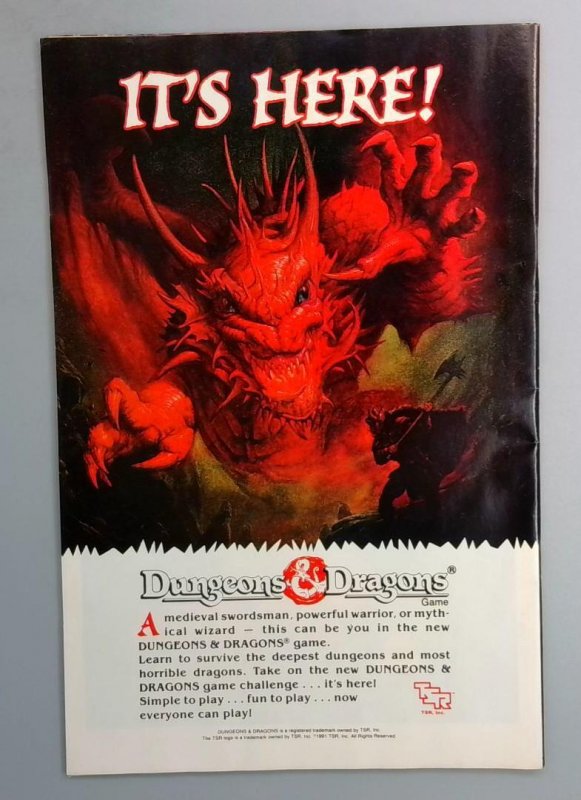 IT'S HERE!
Dungeons & Dragons®
Game
A medieval swordsman, powerful warrior, or myth-
ical wizard — this can be you in the new
DUNGEONS & DRAGONS® game.
Learn to survive the deepest dungeons and most
horrible dragons. Take on the new DUNGEONS &
DRAGONS game challenge . . . it's here!
Simple to play . . . fun to play . . . now
everyone can play!
TSR
TSR, Inc.
DUNGEONS & DRAGONS is a registered trademark owned by TSR, Inc.
The TSR logo is a trademark owned by TSR, Inc. ©1991 TSR, Inc. All Rights Reserved.